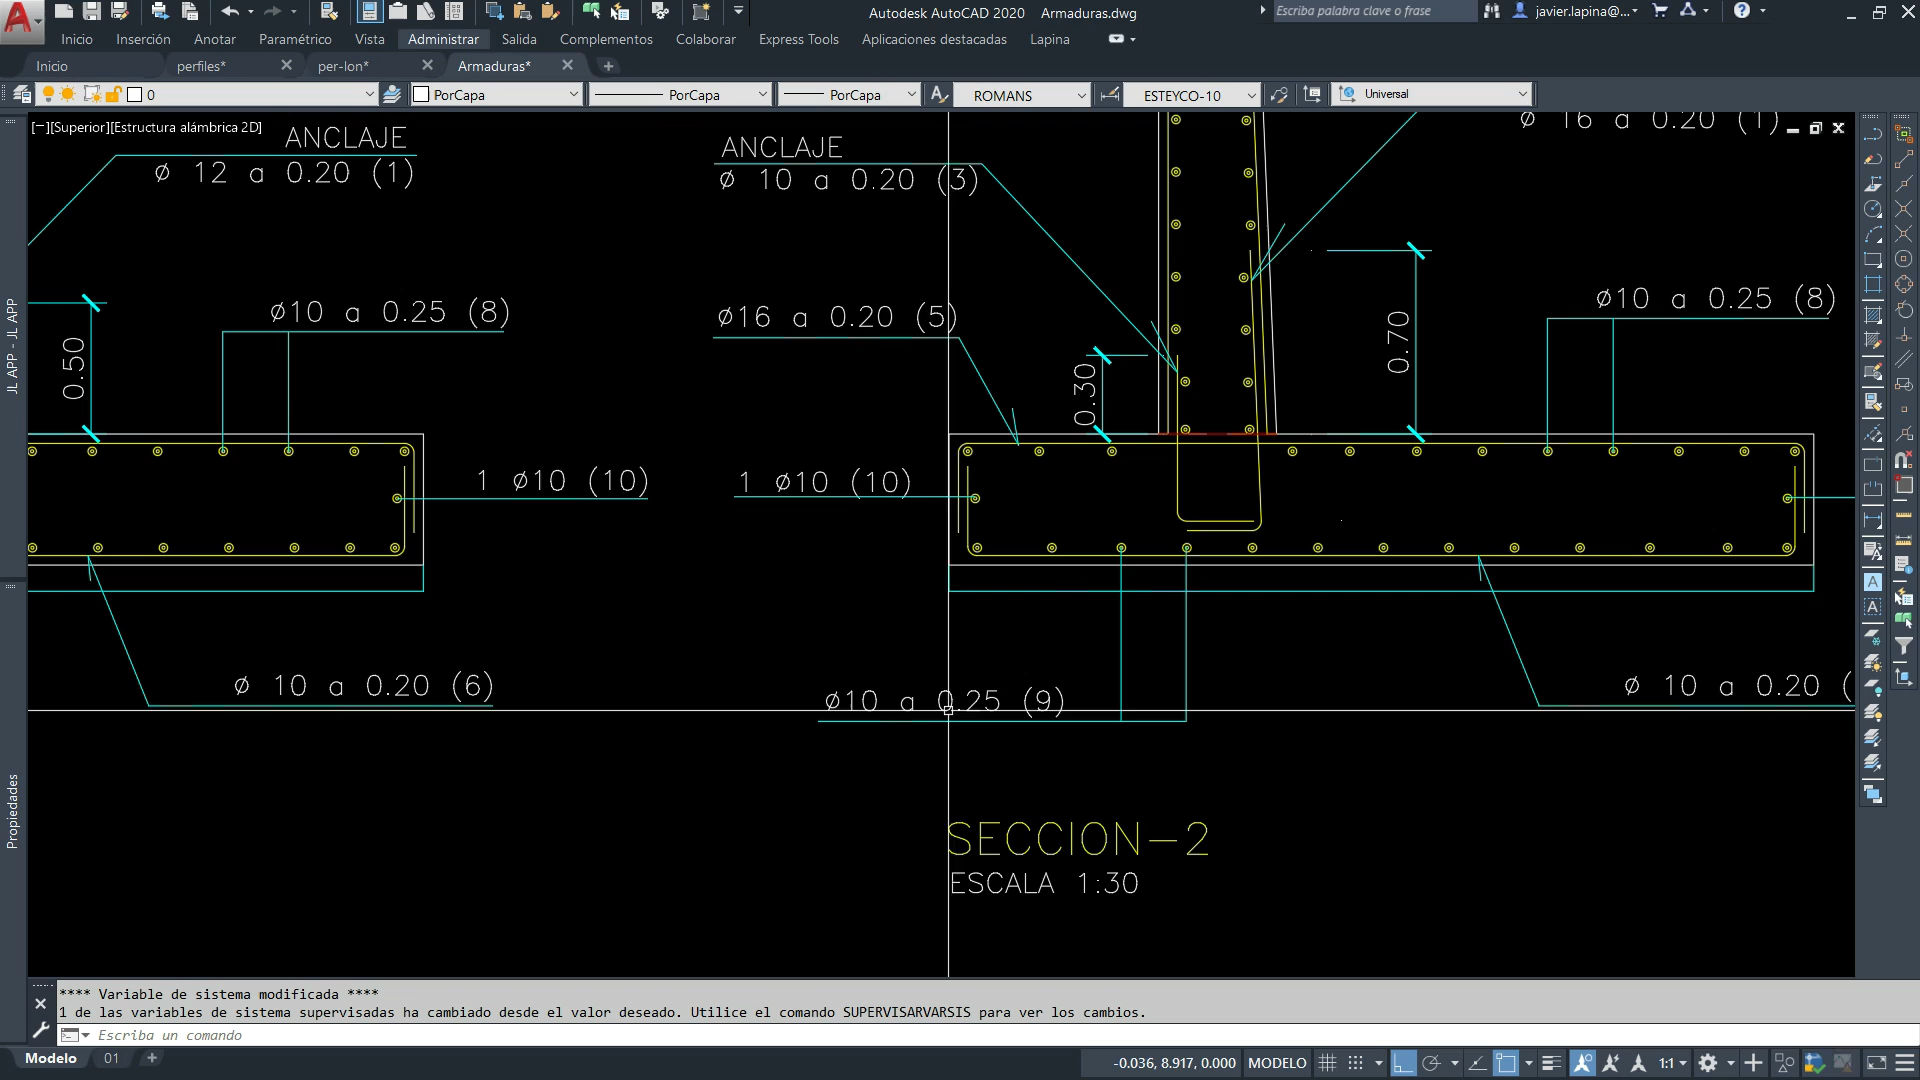 Autodesk AutoCAD 2020 Armaduras.dwg
Escriba palabra clave o frase
javier.lapina@...
Inicio Inserción Anotar Paramétrico Vista Administrar Salida Complementos Colaborar Express Tools Aplicaciones destacadas Lapina
Inicio perfiles* per-lon* Armaduras*
0 PorCapa PorCapa PorCapa ROMANS ESTEYCO-10 Universal
[−][Superior][Estructura alámbrica 2D]
ANCLAJE
ø 12 a 0.20 (1)
ANCLAJE
ø 10 a 0.20 (3)
ø 16 a 0.20 (1)
ø10 a 0.25 (8)
ø16 a 0.20 (5)
ø10 a 0.25 (8)
0.50
0.30
0.70
1 ø10 (10)
1 ø10 (10)
ø 10 a 0.20 (6)
ø10 a 0.25 (9)
ø 10 a 0.20 (
SECCION-2
ESCALA 1:30
JL APP - JL APP
Propiedades
**** Variable de sistema modificada ****
1 de las variables de sistema supervisadas ha cambiado desde el valor deseado. Utilice el comando SUPERVISARVARSIS para ver los cambios.
Escriba un comando
Modelo 01
-0.036, 8.917, 0.000 MODELO 1:1